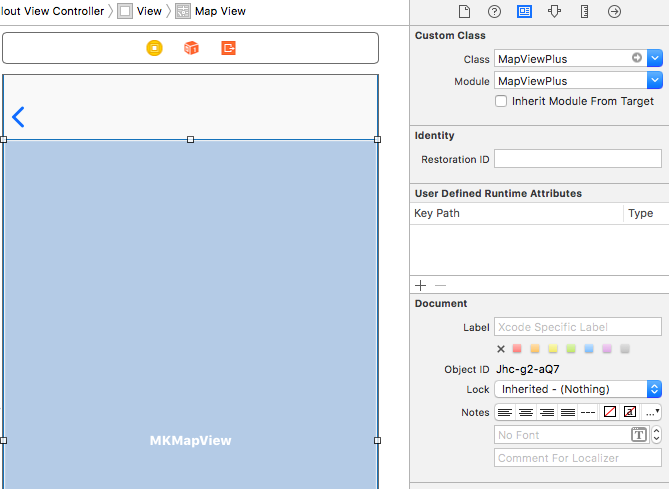 lout View Controller 〉 View 〉 Map View
MKMapView
Custom Class
Class MapViewPlus
Module MapViewPlus
Inherit Module From Target
Identity
Restoration ID
User Defined Runtime Attributes
Key Path Type
Document
Label Xcode Specific Label
Object ID Jhc-g2-aQ7
Lock Inherited - (Nothing)
Notes
No Font
Comment For Localizer